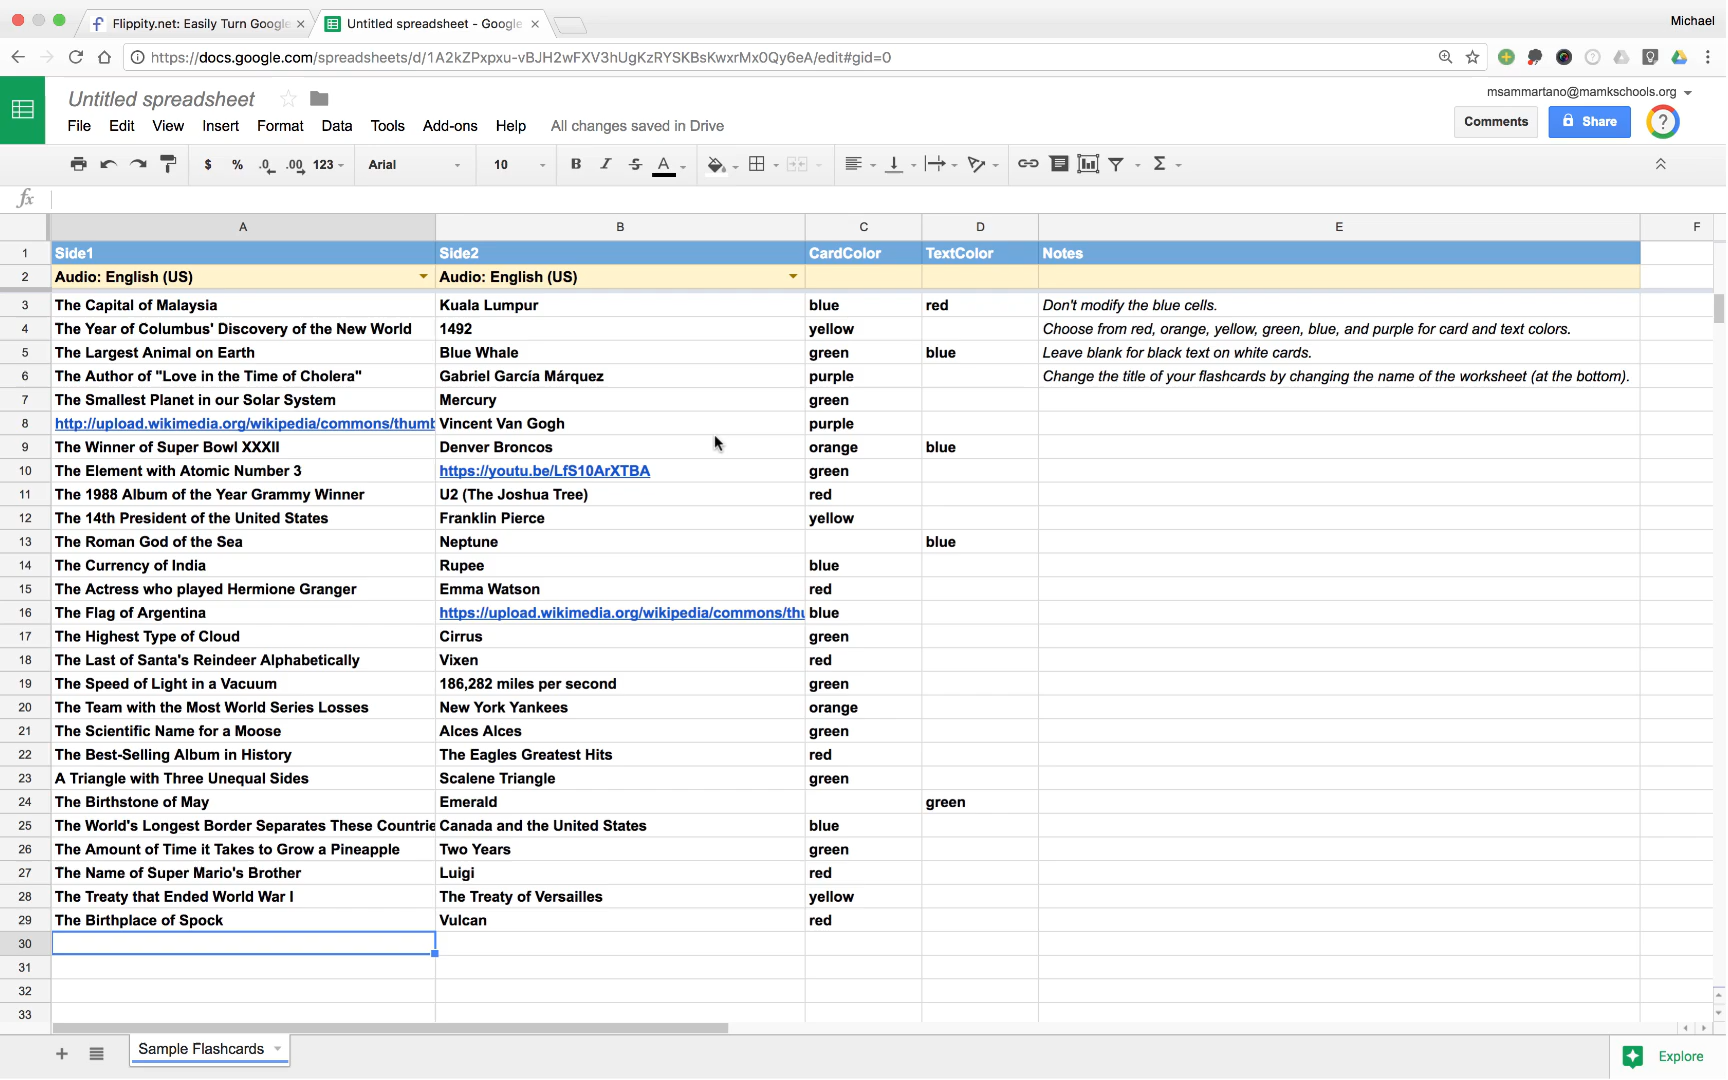 Flippity.net: Easily Turn Google
Untitled spreadsheet - Google
Michael
https://docs.google.com/spreadsheets/d/1A2kZPxpxu-vBJH2wFXV3hUgKzRYSKBsKwxrMx0Qy6eA/edit#gid=0
Untitled spreadsheet
msammartano@mamkschools.org
File Edit View Insert Format Data Tools Add-ons Help All changes saved in Drive
Comments
Share
$ % .0 .00 123 Arial 10 B I S A Σ
fx
A B C D E F
1 Side1 Side2 CardColor TextColor Notes
2 Audio: English (US) Audio: English (US)
3 The Capital of Malaysia Kuala Lumpur blue red Don't modify the blue cells.
4 The Year of Columbus' Discovery of the New World 1492 yellow Choose from red, orange, yellow, green, blue, and purple for card and text colors.
5 The Largest Animal on Earth Blue Whale green blue Leave blank for black text on white cards.
6 The Author of "Love in the Time of Cholera" Gabriel García Márquez purple Change the title of your flashcards by changing the name of the worksheet (at the bottom).
7 The Smallest Planet in our Solar System Mercury green
8 http://upload.wikimedia.org/wikipedia/commons/thumb Vincent Van Gogh purple
9 The Winner of Super Bowl XXXII Denver Broncos orange blue
10 The Element with Atomic Number 3 https://youtu.be/LfS10ArXTBA green
11 The 1988 Album of the Year Grammy Winner U2 (The Joshua Tree) red
12 The 14th President of the United States Franklin Pierce yellow
13 The Roman God of the Sea Neptune blue
14 The Currency of India Rupee blue
15 The Actress who played Hermione Granger Emma Watson red
16 The Flag of Argentina https://upload.wikimedia.org/wikipedia/commons/thu blue
17 The Highest Type of Cloud Cirrus green
18 The Last of Santa's Reindeer Alphabetically Vixen red
19 The Speed of Light in a Vacuum 186,282 miles per second green
20 The Team with the Most World Series Losses New York Yankees orange
21 The Scientific Name for a Moose Alces Alces green
22 The Best-Selling Album in History The Eagles Greatest Hits red
23 A Triangle with Three Unequal Sides Scalene Triangle green
24 The Birthstone of May Emerald green
25 The World's Longest Border Separates These Countrie Canada and the United States blue
26 The Amount of Time it Takes to Grow a Pineapple Two Years green
27 The Name of Super Mario's Brother Luigi red
28 The Treaty that Ended World War I The Treaty of Versailles yellow
29 The Birthplace of Spock Vulcan red
30
31
32
33
Sample Flashcards
Explore